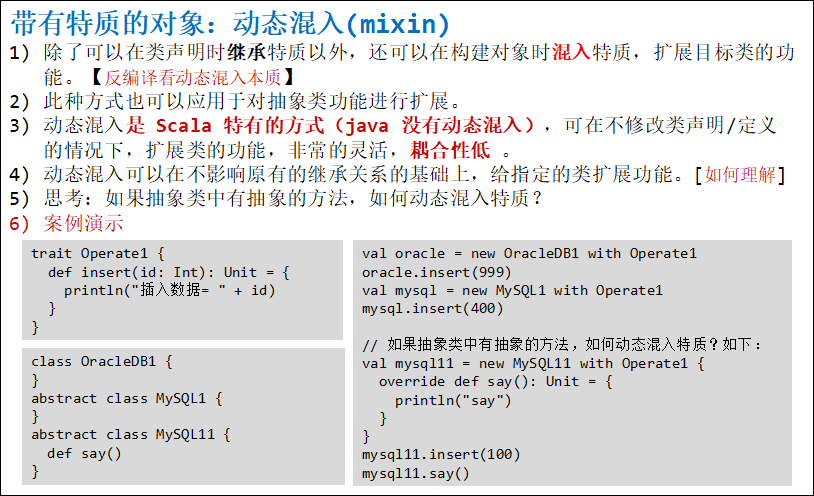 带有特质的对象：动态混入(mixin)
1) 除了可以在类声明时继承特质以外，还可以在构建对象时混入特质，扩展目标类的功
能。【反编译看动态混入本质】
2) 此种方式也可以应用于对抽象类功能进行扩展。
3) 动态混入是 Scala 特有的方式（java 没有动态混入），可在不修改类声明/定义
的情况下，扩展类的功能，非常的灵活，耦合性低 。
4) 动态混入可以在不影响原有的继承关系的基础上，给指定的类扩展功能。[如何理解]
5) 思考：如果抽象类中有抽象的方法，如何动态混入特质？
6) 案例演示
trait Operate1 {
  def insert(id: Int): Unit = {
    println("插入数据= " + id)
  }
}
class OracleDB1 {
}
abstract class MySQL1 {
}
abstract class MySQL11 {
  def say()
}
val oracle = new OracleDB1 with Operate1
oracle.insert(999)
val mysql = new MySQL1 with Operate1
mysql.insert(400)
// 如果抽象类中有抽象的方法，如何动态混入特质？如下：
val mysql11 = new MySQL11 with Operate1 {
  override def say(): Unit = {
    println("say")
  }
}
mysql11.insert(100)
mysql11.say()